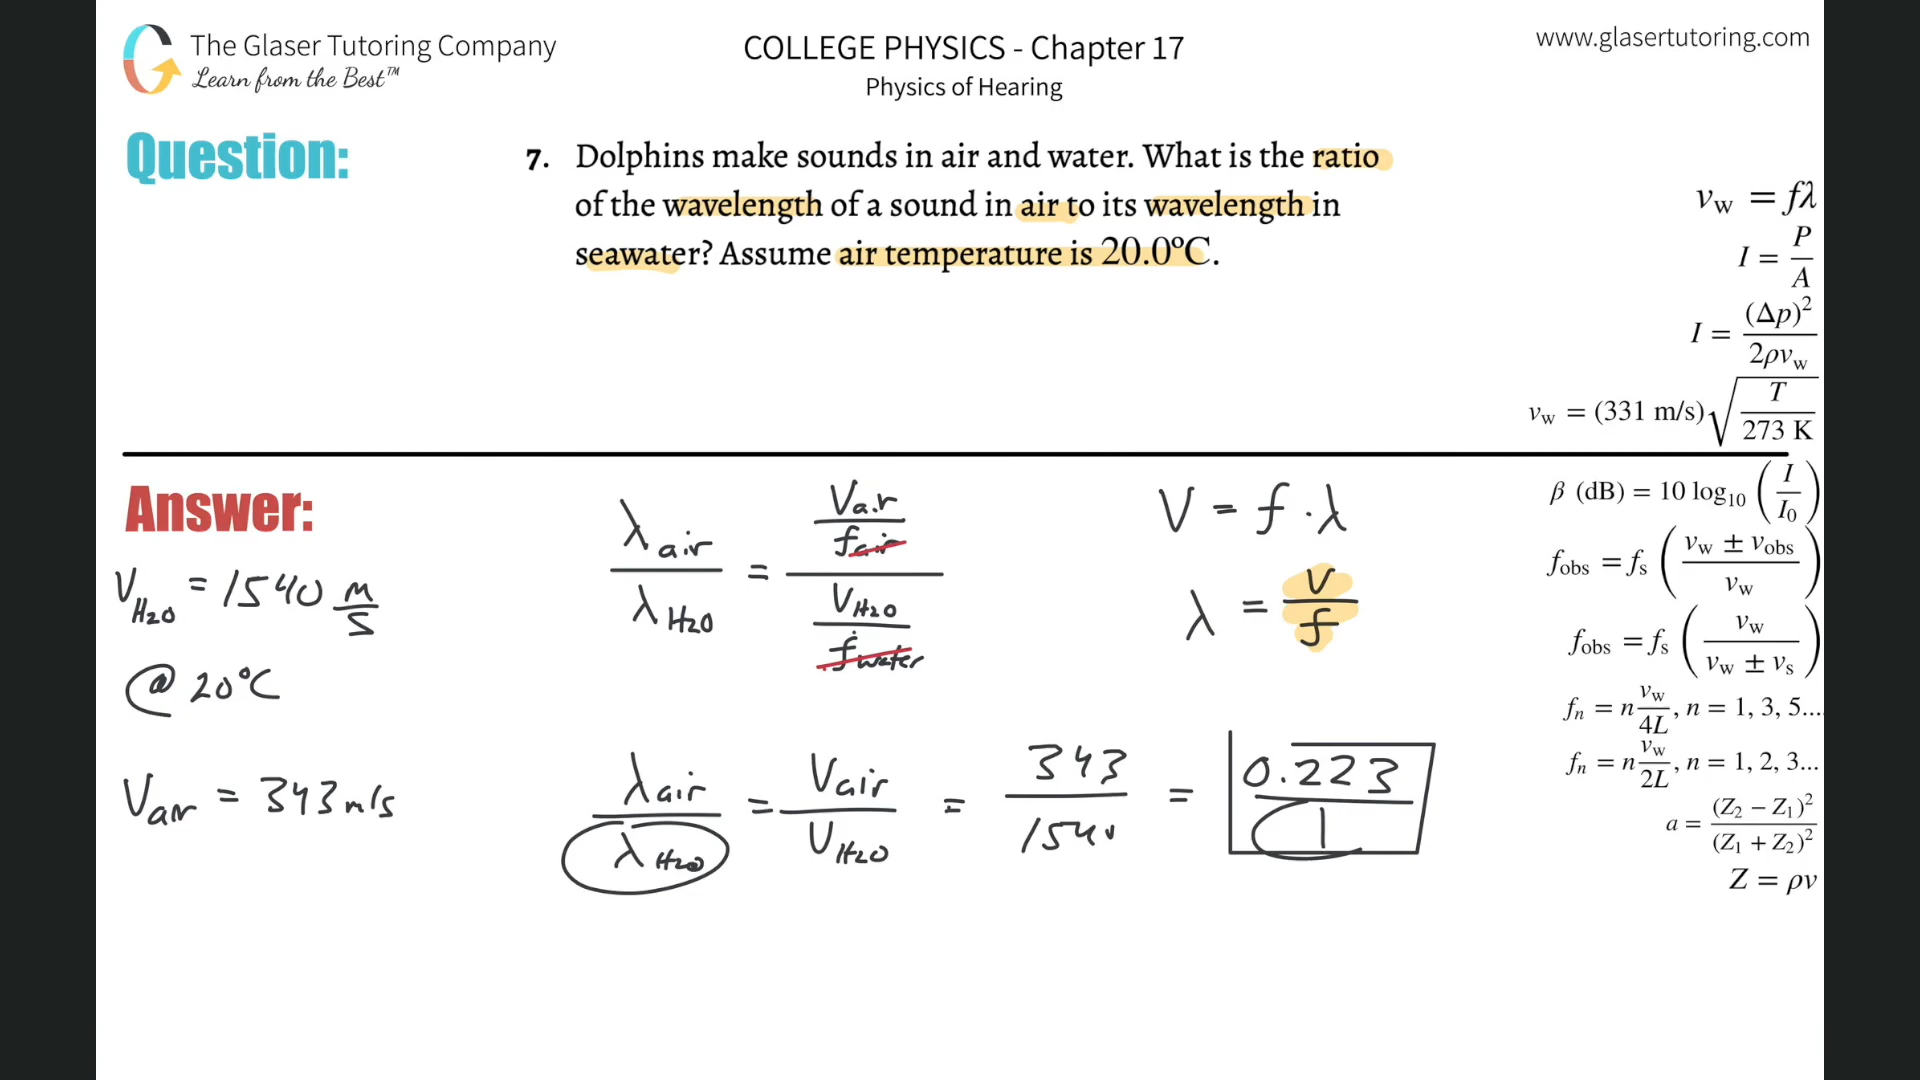 The Glaser Tutoring Company
Learn from the Best™
COLLEGE PHYSICS - Chapter 17
Physics of Hearing
www.glasertutoring.com
Question:
7. Dolphins make sounds in air and water. What is the ratio
of the wavelength of a sound in air to its wavelength in
seawater? Assume air temperature is 20.0ºC.
v_w = fλ
I = P/A
I = (Δp)²/2ρv_w
v_w = (331 m/s)√(T/273 K)
β (dB) = 10 log₁₀ (I/I₀)
f_obs = f_s ((v_w ± v_obs)/v_w)
f_obs = f_s (v_w/(v_w ± v_s))
f_n = n v_w/4L, n = 1, 3, 5...
f_n = n v_w/2L, n = 1, 2, 3...
a = (Z₂ − Z₁)²/(Z₁ + Z₂)²
Z = ρv
Answer:
V_H2O = 1540 M/S
@ 20°C
V_air = 343 m/s
λ_air/λ_H2O = (V_air/f_air)/(V_H2O/f_water)
V = f · λ
λ = V/f
λ_air/λ_H2O = V_air/V_H2O = 343/1540 = 0.223/1